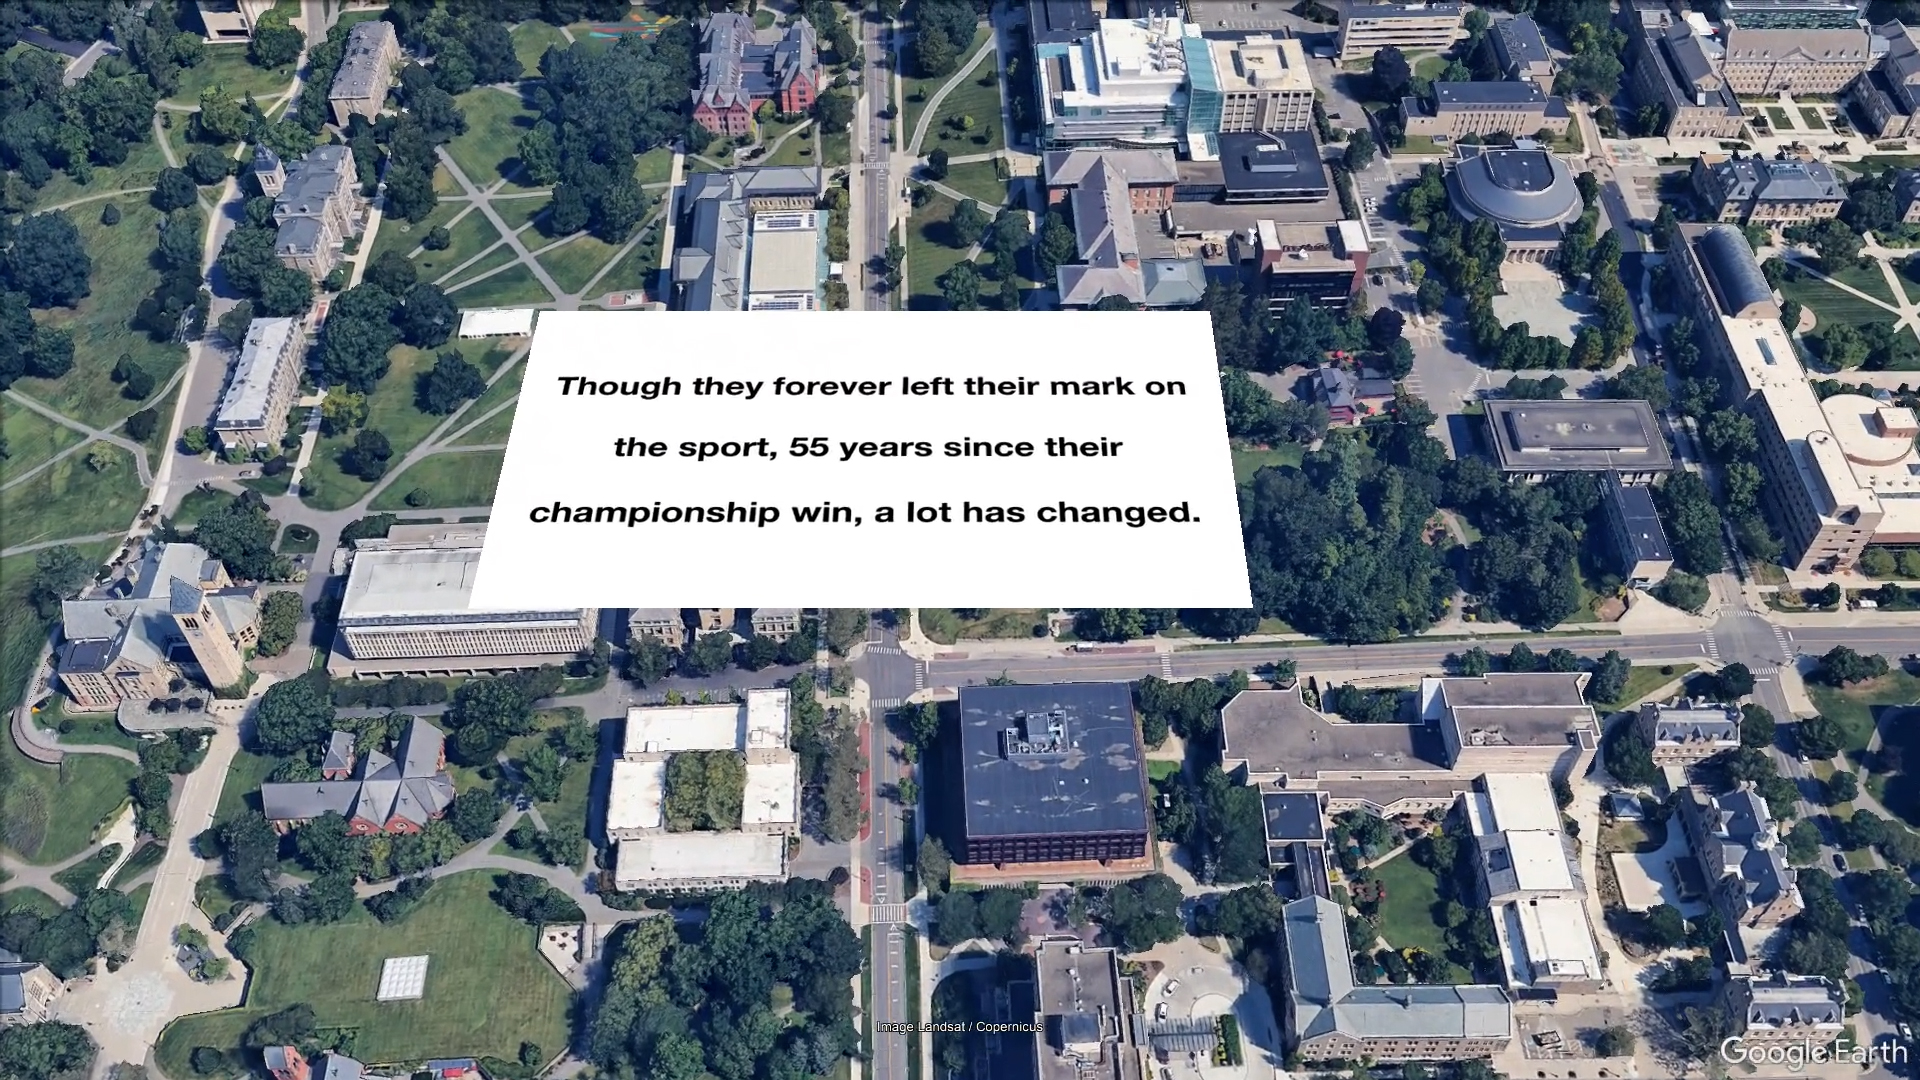 Though they forever left their mark on
the sport, 55 years since their
championship win, a lot has changed.
Image Landsat / Copernicus
Google Earth